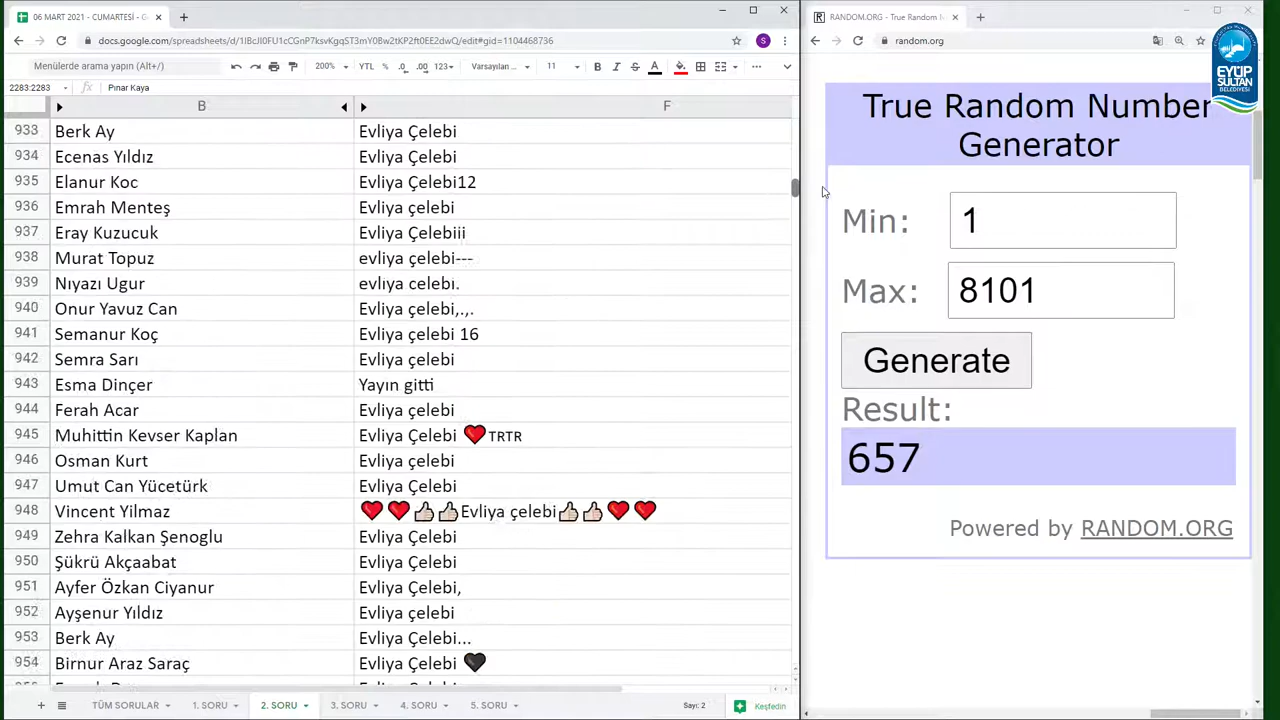 06 MART 2021 - CUMARTESİ - G
docs.google.com/spreadsheets/d/
Menülerde arama yapın (Alt+/)
200%
YTL
%
.0
.00
123
Varsayılan...
11
B
I
S
A
2283:2283
fx
Pınar Kaya
B
F
933 Berk Ay Evliya Çelebi
934 Ecenas Yıldız Evliya Çelebi
935 Elanur Koc Evliya Çelebi12
936 Emrah Menteş Evliya çelebi
937 Eray Kuzucuk Evliya Çelebiii
938 Murat Topuz evliya çelebi---
939 Nıyazı Ugur evliya celebi.
940 Onur Yavuz Can Evliya çelebi,.,.
941 Semanur Koç Evliya çelebi 16
942 Semra Sarı Evliya çelebi
943 Esma Dinçer Yayın gitti
944 Ferah Acar Evliya çelebi
945 Muhittin Kevser Kaplan Evliya Çelebi ❤️TRTR
946 Osman Kurt Evliya çelebi
947 Umut Can Yücetürk Evliya Çelebi
948 Vincent Yilmaz ❤️❤️👍🏻👍🏻Evliya çelebi👍🏻👍🏻❤️❤️
949 Zehra Kalkan Şenoglu Evliya Çelebi
950 Şükrü Akçaabat Evliya Çelebi
951 Ayfer Özkan Ciyanur Evliya Çelebi,
952 Ayşenur Yıldız Evliya çelebi
953 Berk Ay Evliya Çelebi...
954 Birnur Araz Saraç Evliya Çelebi 🖤
TÜM SORULAR
1. SORU
2. SORU
3. SORU
4. SORU
5. SORU
Sayı: 2
Keşfedin
RANDOM.ORG - True Random N
random.org
EYÜP
SULTAN
BELEDİYESİ
True Random Number
Generator
Min: 1
Max: 8101
Generate
Result:
657
Powered by RANDOM.ORG